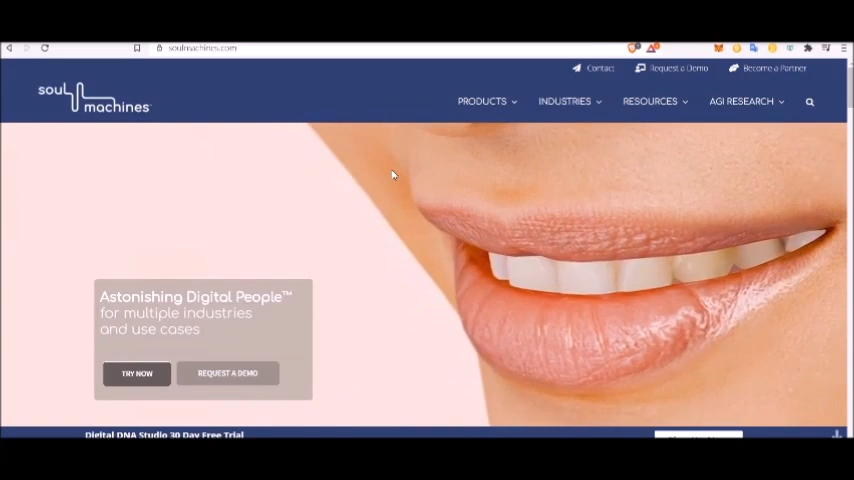 soulmachines.com
Contact
Request a Demo
Become a Partner
soul machines
PRODUCTS
INDUSTRIES
RESOURCES
AGI RESEARCH
Astonishing Digital People™
for multiple industries
and use cases
TRY NOW
REQUEST A DEMO
Digital DNA Studio 30 Day Free Trial